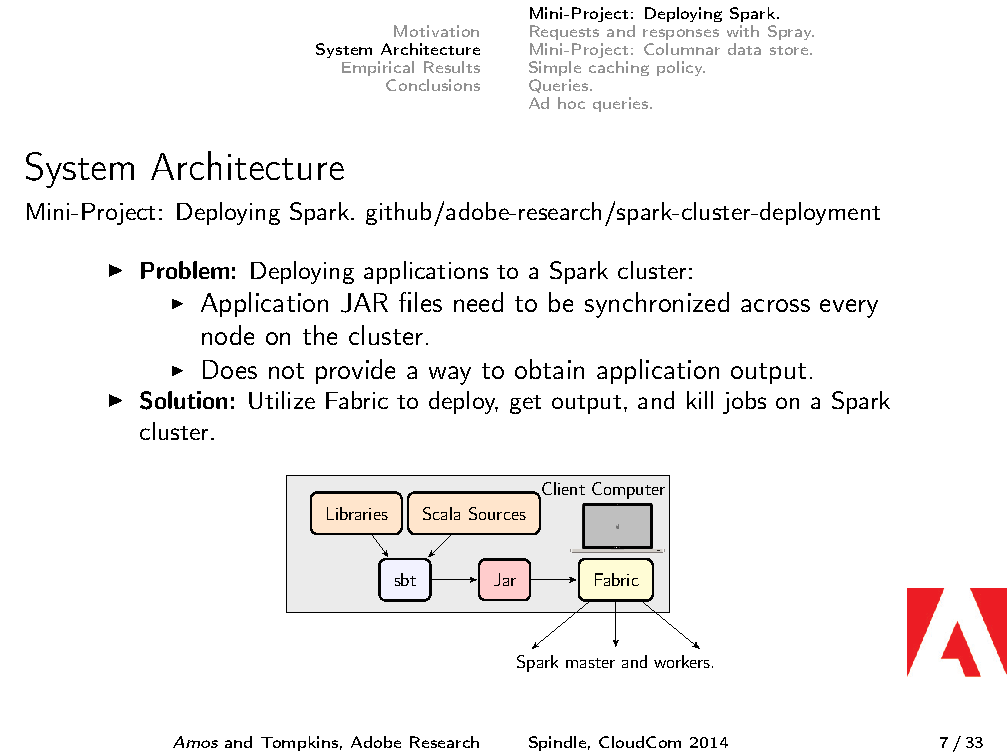 Motivation
System Architecture
Empirical Results
Conclusions
Mini-Project: Deploying Spark.
Requests and responses with Spray.
Mini-Project: Columnar data store.
Simple caching policy.
Queries.
Ad hoc queries.
System Architecture
Mini-Project: Deploying Spark. github/adobe-research/spark-cluster-deployment
▶ Problem: Deploying applications to a Spark cluster:
▶ Application JAR files need to be synchronized across every
node on the cluster.
▶ Does not provide a way to obtain application output.
▶ Solution: Utilize Fabric to deploy, get output, and kill jobs on a Spark
cluster.
Client Computer
Libraries
Scala Sources
sbt
Jar
Fabric
Spark master and workers.
Amos and Tompkins, Adobe Research
Spindle, CloudCom 2014
7 / 33